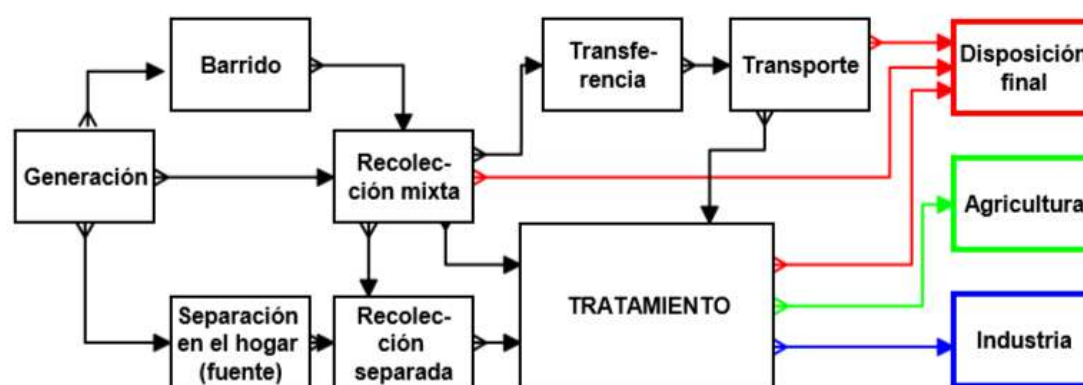 Barrido
Transfe-
rencia
Transporte
Disposición
final
Generación
Recolec-
ción mixta
Agricultura
TRATAMIENTO
Separación
en el hogar
(fuente)
Recolec-
ción
separada
Industria